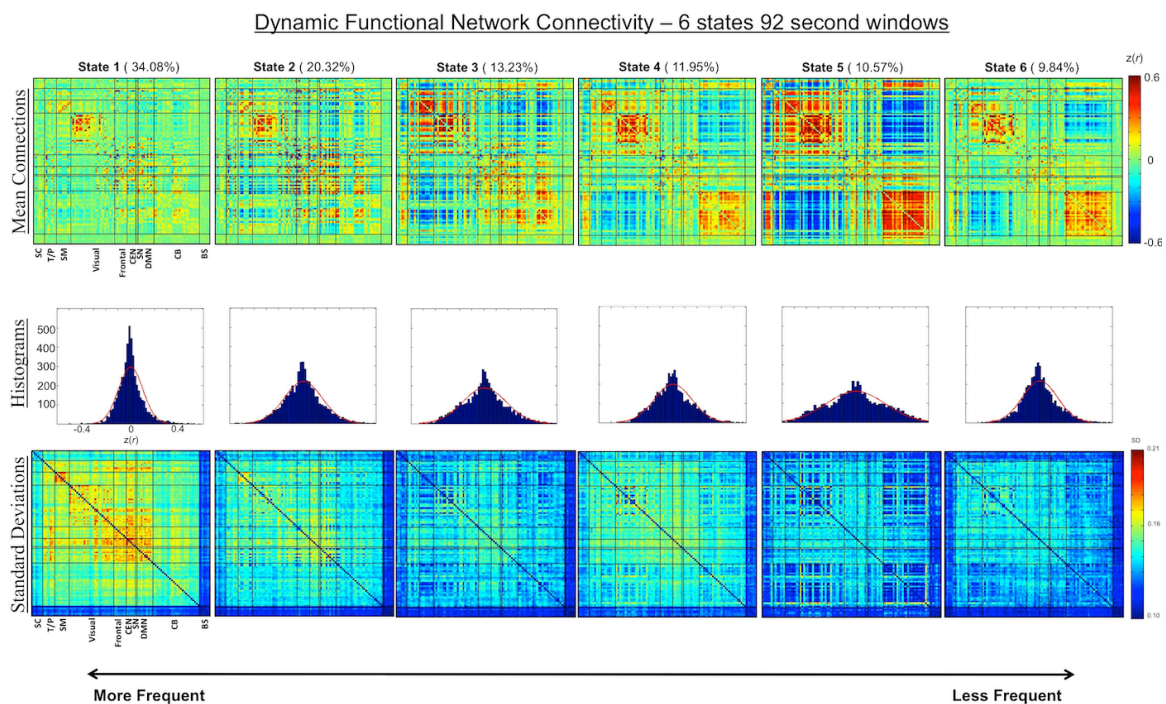 Dynamic Functional Network Connectivity – 6 states 92 second windows
State 1 ( 34.08%) State 2 ( 20.32%) State 3 ( 13.23%) State 4 ( 11.95%) State 5 ( 10.57%) State 6 ( 9.84%)
Mean Connections
z(r)
0.6
0
-0.6
SC T/P SM Visual Frontal CEN SN DMN CB BS
Histograms
500
400
300
200
100
-0.4 0 0.4
z(r)
Standard Deviations
SD
0.21
0.16
0.10
SC T/P SM Visual Frontal CEN SN DMN CB BS
More Frequent Less Frequent